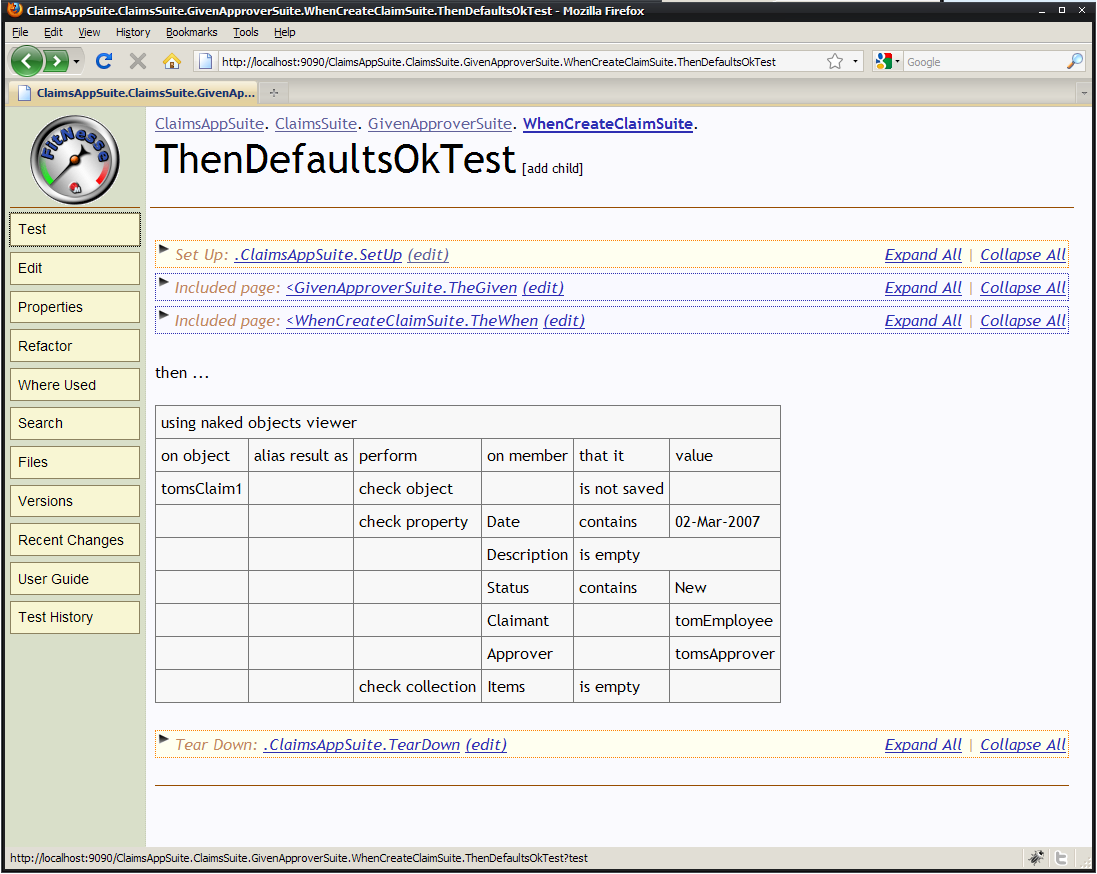 ClaimsAppSuite.ClaimsSuite.GivenApproverSuite.WhenCreateClaimSuite.ThenDefaultsOkTest - Mozilla Firefox
File Edit View History Bookmarks Tools Help
http://localhost:9090/ClaimsAppSuite.ClaimsSuite.GivenApproverSuite.WhenCreateClaimSuite.ThenDefaultsOkTest Google
ClaimsAppSuite.ClaimsSuite.GivenAp...
FitNesse
ClaimsAppSuite. ClaimsSuite. GivenApproverSuite. WhenCreateClaimSuite.
ThenDefaultsOkTest [add child]
Test
Edit
Properties
Refactor
Where Used
Search
Files
Versions
Recent Changes
User Guide
Test History
Set Up: .ClaimsAppSuite.SetUp (edit) Expand All | Collapse All
Included page: <GivenApproverSuite.TheGiven (edit) Expand All | Collapse All
Included page: <WhenCreateClaimSuite.TheWhen (edit) Expand All | Collapse All
then ...
using naked objects viewer
on object alias result as perform on member that it value
tomsClaim1 check object is not saved
check property Date contains 02-Mar-2007
Description is empty
Status contains New
Claimant tomEmployee
Approver tomsApprover
check collection Items is empty
Tear Down: .ClaimsAppSuite.TearDown (edit) Expand All | Collapse All
http://localhost:9090/ClaimsAppSuite.ClaimsSuite.GivenApproverSuite.WhenCreateClaimSuite.ThenDefaultsOkTest?test